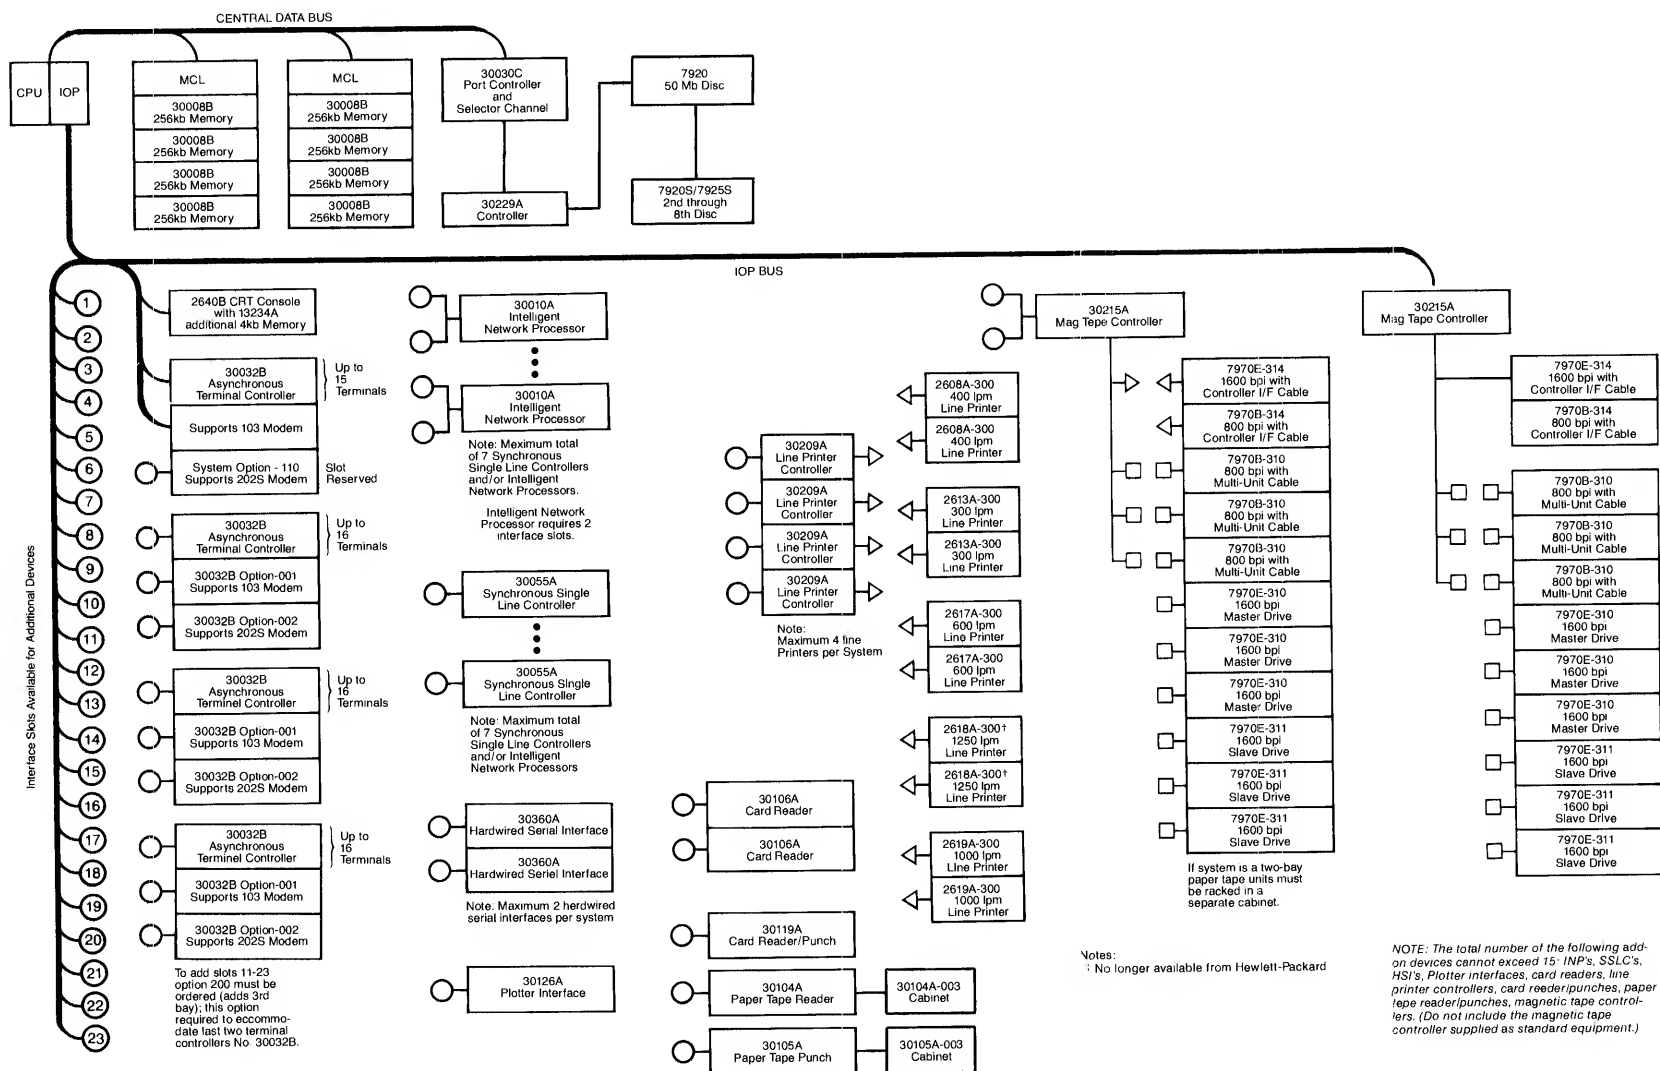 CENTRAL DATA BUS
CPU
IOP
MCL
30008B
256kb Memory
30008B
256kb Memory
30008B
256kb Memory
30008B
256kb Memory
MCL
30008B
256kb Memory
30008B
256kb Memory
30008B
256kb Memory
30008B
256kb Memory
30030C
Port Controller
and
Selector Channel
30229A
Controller
7920
50 Mb Disc
7920S/7925S
2nd through
8th Disc
IOP BUS
Interface Slots Available for Additional Devices
1
2
3
4
5
6
7
8
9
10
11
12
13
14
15
16
17
18
19
20
21
22
23
2640B CRT Console
with 13234A
additional 4kb Memory
30032B
Asynchronous
Terminal Controller
Up to
15
Terminals
Supports 103 Modem
System Option - 110
Supports 202S Modem
Slot
Reserved
30032B
Asynchronous
Terminal Controller
Up to
16
Terminals
30032B Option-001
Supports 103 Modem
30032B Option-002
Supports 202S Modem
30032B
Asynchronous
Terminel Controller
Up to
16
Terminals
30032B Option-001
Supports 103 Modem
30032B Option-002
Supports 202S Modem
30032B
Asynchronous
Terminel Controller
Up to
16
Terminals
30032B Option-001
Supports 103 Modem
30032B Option-002
Supports 202S Modem
To add slots 11-23
option 200 must be
ordered (adds 3rd
bay); this option
required to eccommo-
date last two terminal
controllers No. 30032B.
30010A
Intelligent
Network Processor
30010A
Intelligent
Network Processor
Note: Meximum total
of 7 Synchronous
Single Line Controllers
and/or Intelligent
Network Processors.
Intelligent Network
Processor requires 2
interface slots.
30055A
Synchronous Single
Line Controller
30055A
Synchronous Single
Line Controller
Note: Maximum total
of 7 Synchronous
Single Line Controllers
and/or Intelligent
Network Processors
30360A
Hardwired Serial Interface
30360A
Hardwired Seriel Interface
Note: Maximum 2 herdwired
serial interfaces per system
30126A
Plotter Interface
30209A
Line Printer
Controller
30209A
Line Printer
Controller
30209A
Line Printer
Controller
30209A
Line Printer
Controller
Note:
Maximum 4 line
Printers per System
30106A
Card Reader
30106A
Card Reader
30119A
Card Reader/Punch
30104A
Paper Tape Reader
30104A-003
Cabinet
30105A
Paper Tape Punch
30105A-003
Cabinet
2608A-300
400 lpm
Line Printer
2608A-300
400 lpm
Line Printer
2613A-300
300 lpm
Line Printer
2613A-300
300 lpm
Line Printer
2617A-300
600 lpm
Line Printer
2617A-300
600 lpm
Line Printer
2618A-300†
1250 lpm
Line Printer
2618A-300†
1250 lpm
Line Printer
2619A-300
1000 lpm
Line Printer
2619A-300
1000 lpm
Line Printer
30215A
Mag Tape Controller
7970E-314
1600 bpi with
Controller I/F Cable
7970B-314
800 bpi with
Controller I/F Cable
7970B-310
800 bpi with
Multi-Unit Cable
7970B-310
800 bpi with
Multi-Unit Cable
7970B-310
800 bpi with
Multi-Unit Cable
7970E-310
1600 bpi
Master Drive
7970E-310
1600 bpi
Master Drive
7970E-310
1600 bpi
Master Drive
7970E-311
1600 bpi
Slave Drive
7970E-311
1600 bpi
Slave Drive
7970E-311
1600 bpi
Slave Drive
If system is a two-bay
paper tape units must
be racked in a
separate cabinet.
Notes:
No longer available from Hewlett-Packard
30215A
Mag Tape Controller
7970E-314
1600 bpi with
Controller I/F Cable
7970B-314
800 bpi with
Controller I/F Cable
7970B-310
800 bpi with
Multi-Unit Cable
7970B-310
800 bpi with
Multi-Unit Cable
7970B-310
800 bpi with
Multi-Unit Cable
7970E-310
1600 bpi
Master Drive
7970E-310
1600 bpi
Master Drive
7970E-310
1600 bpi
Master Drive
7970E-311
1600 bpi
Slave Drive
7970E-311
1600 bpi
Slave Drive
7970E-311
1600 bpi
Slave Drive
NOTE: The total number of the following add-
on devices cannot exceed 15: INP's, SSLC's,
HSI's, Plotter interfaces, card readers, line
printer controllers, card reeder/punches, paper
tepe reader/punches, magnetic tape control-
lers. (Do not include the magnetic tape
controller supplied as standard equipment.)